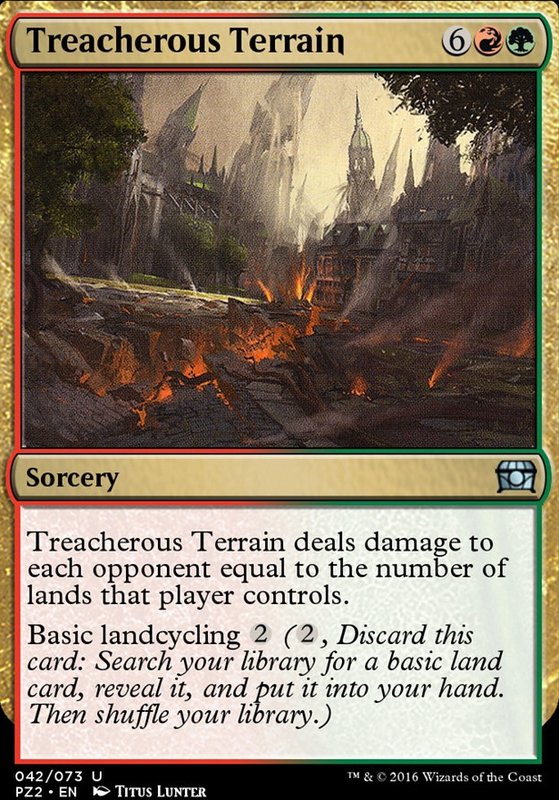 Treacherous Terrain 6
Sorcery
Treacherous Terrain deals damage to
each opponent equal to the number of
lands that player controls.
Basic landcycling 2 (2, Discard this
card: Search your library for a basic land
card, reveal it, and put it into your hand.
Then shuffle your library.)
042/073 U
PZ2 • EN Titus Lunter
™ & © 2016 Wizards of the Coast